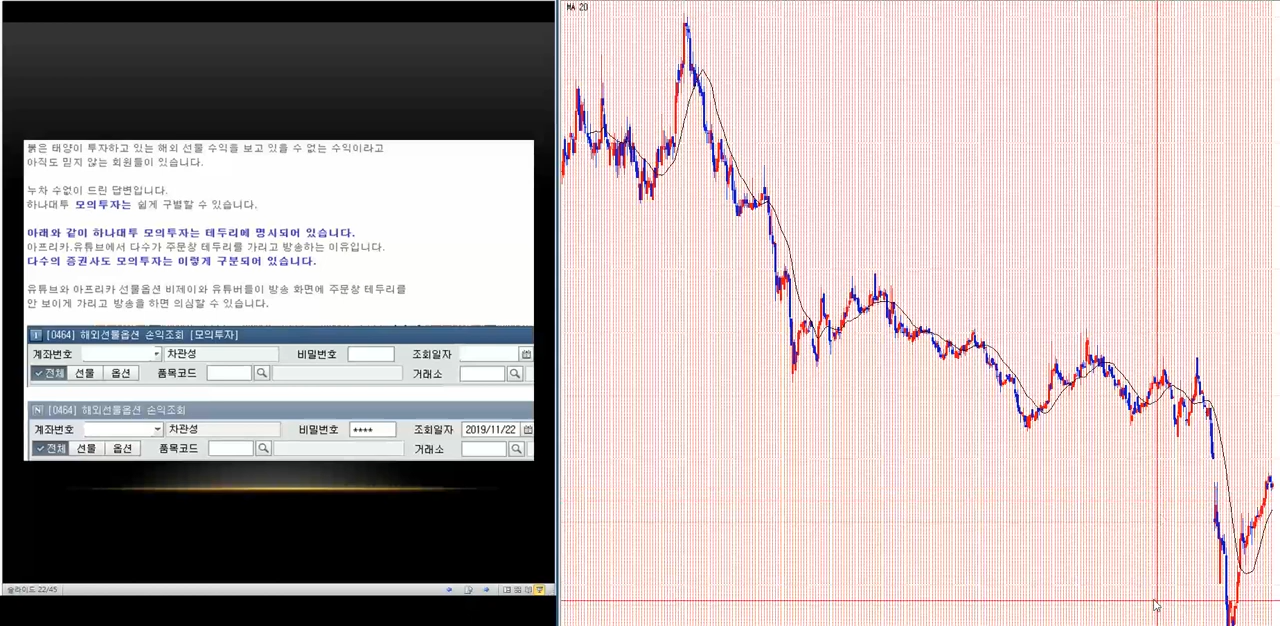 MA 20
붉은 태양이 투자하고 있는 해외 선물 수익을 보고 있을 수 없는 수익이라고
아직도 믿지 않는 회원들이 있습니다.
누차 수없이 드린 답변입니다.
하나대투 모의투자는 쉽게 구별할 수 있습니다.
아래와 같이 하나대투 모의투자는 테두리에 명시되어 있습니다.
아프리카.유튜브에서 다수가 주문창 테두리를 가리고 방송하는 이유입니다.
다수의 증권사도 모의투자는 이렇게 구분되어 있습니다.
유튜브와 아프리카 선물옵션 비제이와 유튜버들이 방송 화면에 주문창 테두리를
안 보이게 가리고 방송을 하면 의심할 수 있습니다.
[0464] 해외선물옵션 손익조회 [모의투자]
계좌번호 차관성 비밀번호 조회일자
전체 선물 옵션 품목코드 거래소
N [0464] 해외선물옵션 손익조회
계좌번호 차관성 비밀번호 **** 조회일자 2019/11/22
전체 선물 옵션 품목코드 거래소
슬라이드 22/45